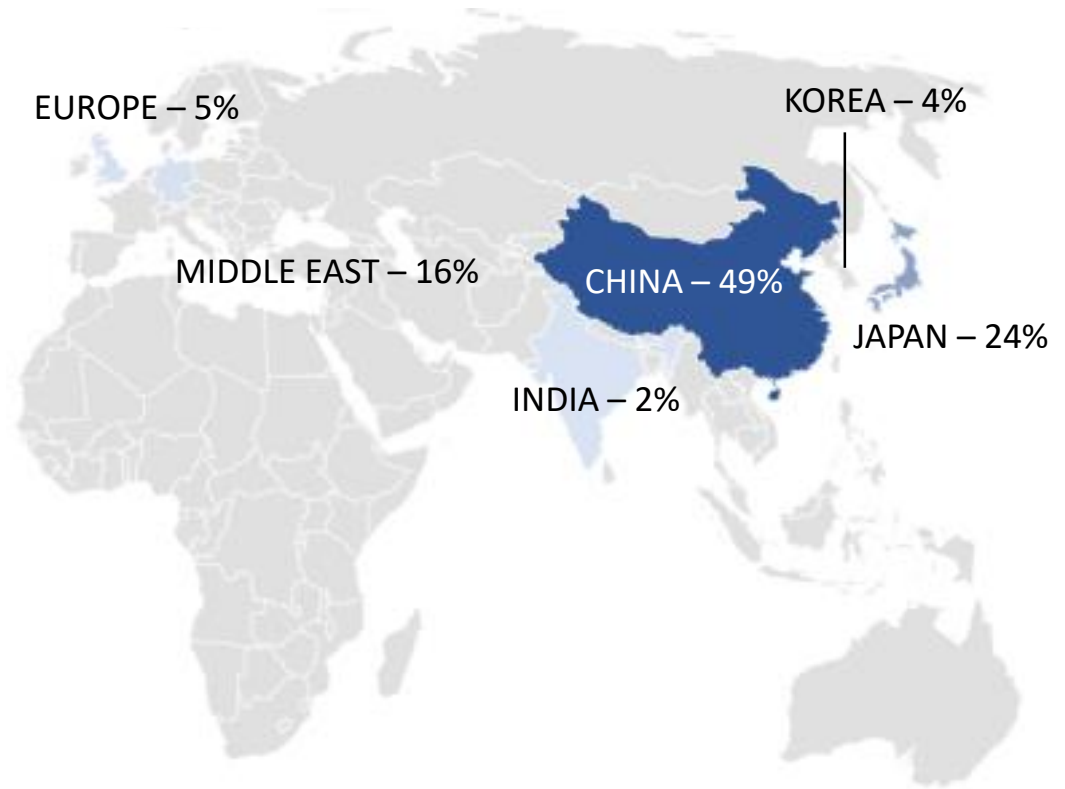 EUROPE – 5%
KOREA – 4%
MIDDLE EAST – 16%
CHINA – 49%
JAPAN – 24%
INDIA – 2%